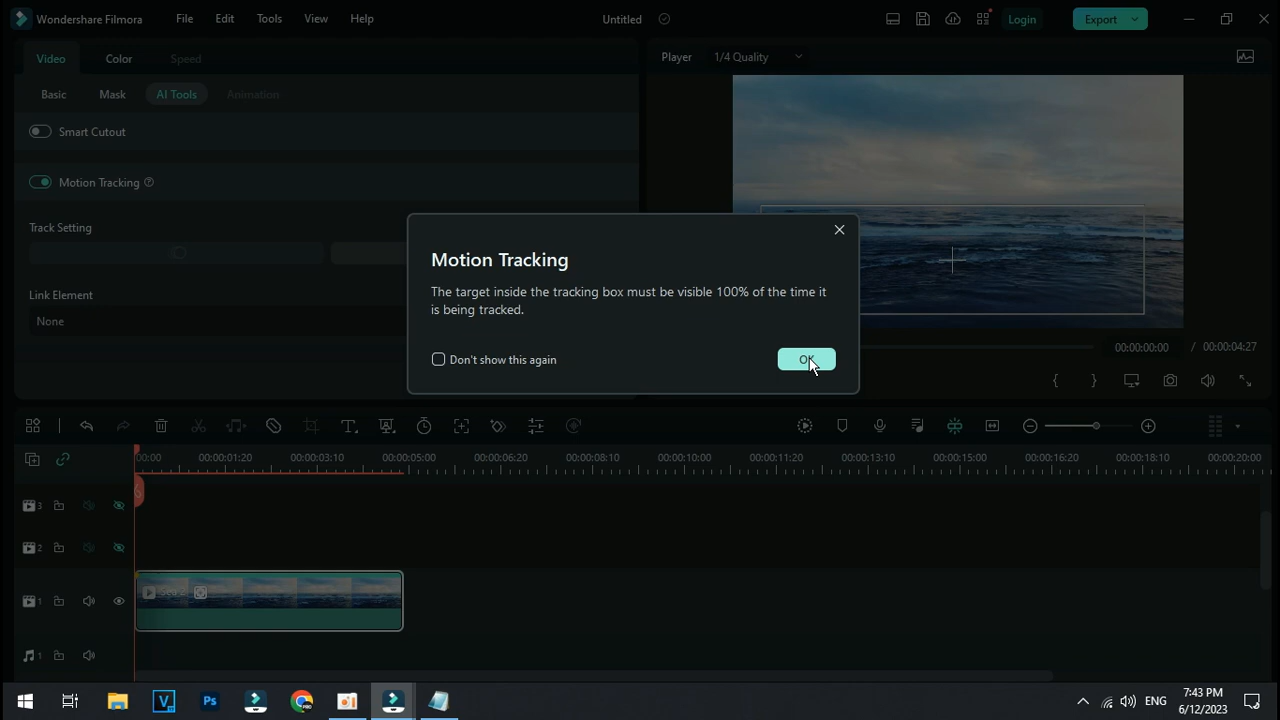 Wondershare Filmora File Edit Tools View Help Untitled Login Export
Video Color Speed
Player 1/4 Quality
Basic Mask AI Tools Animation
Smart Cutout
Motion Tracking
Track Setting
Link Element
None
Motion Tracking
The target inside the tracking box must be visible 100% of the time it
is being tracked.
Don't show this again
OK
00:00:00:00 / 00:00:04:27
{ }
00:00 00:00:01:20 00:00:03:10 00:00:05:00 00:00:06:20 00:00:08:10 00:00:10:00 00:00:11:20 00:00:13:10 00:00:15:00 00:00:16:20 00:00:18:10 00:00:20:00
3
2
1
1
V Ps PRO ENG
7:43 PM
6/12/2023